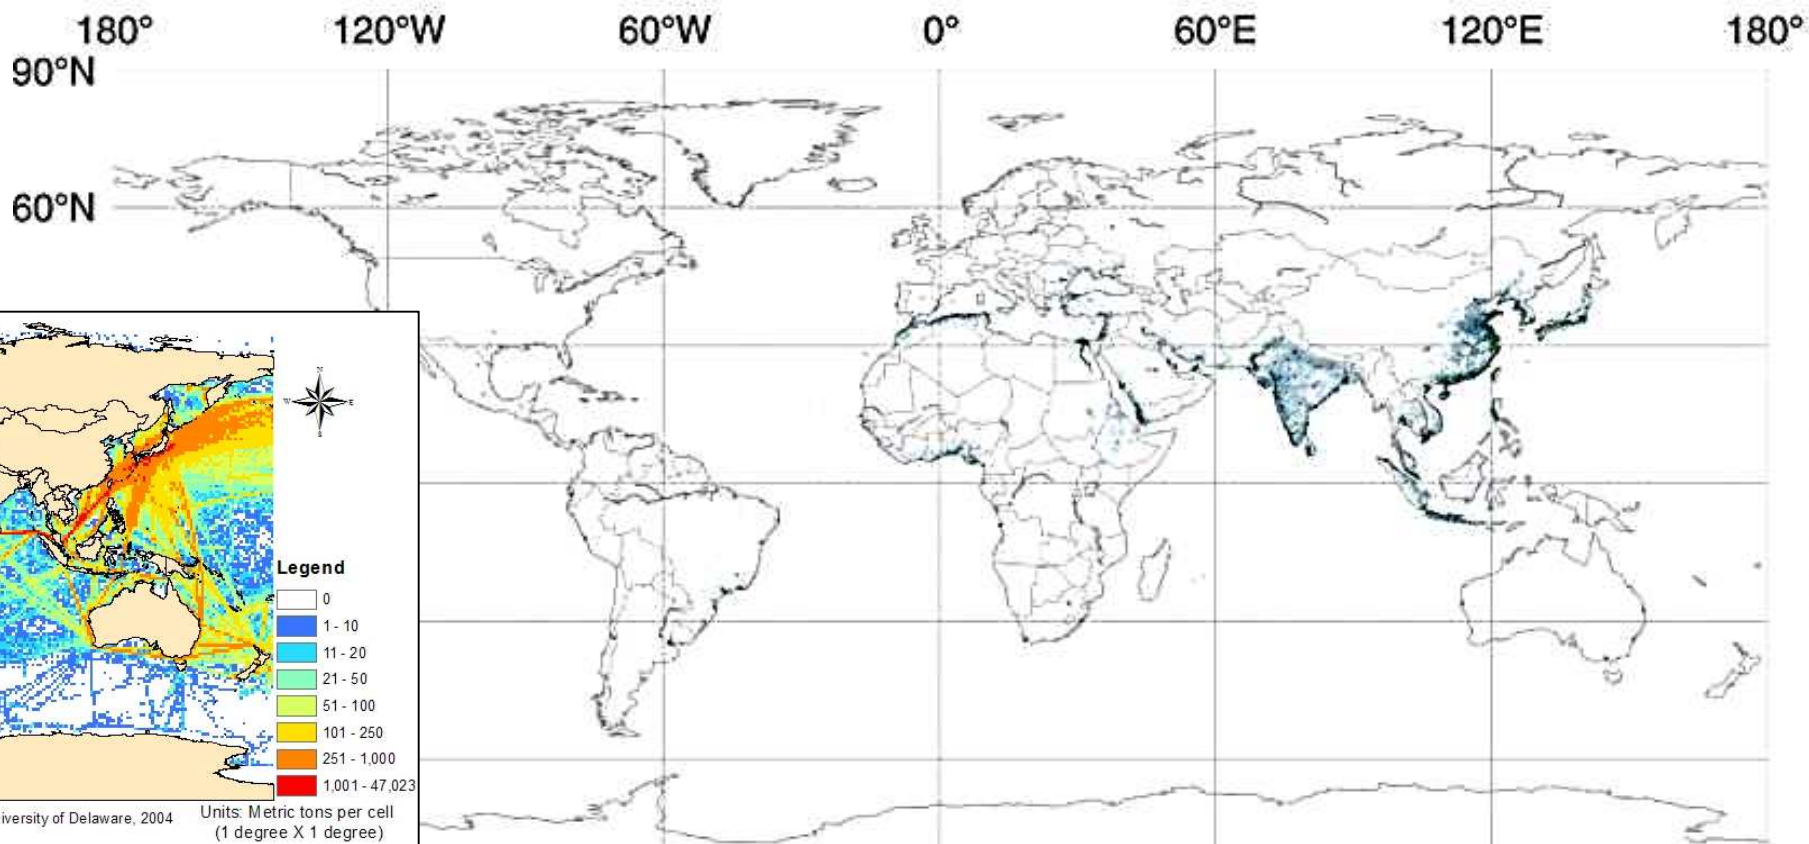 180° 120°W 60°W 0° 60°E 120°E 180°
90°N
60°N
N
W E
S
Legend
0
1 - 10
11 - 20
21 - 50
51 - 100
101 - 250
251 - 1,000
1,001 - 47,023
iversity of Delaware, 2004
Units: Metric tons per cell
(1 degree X 1 degree)